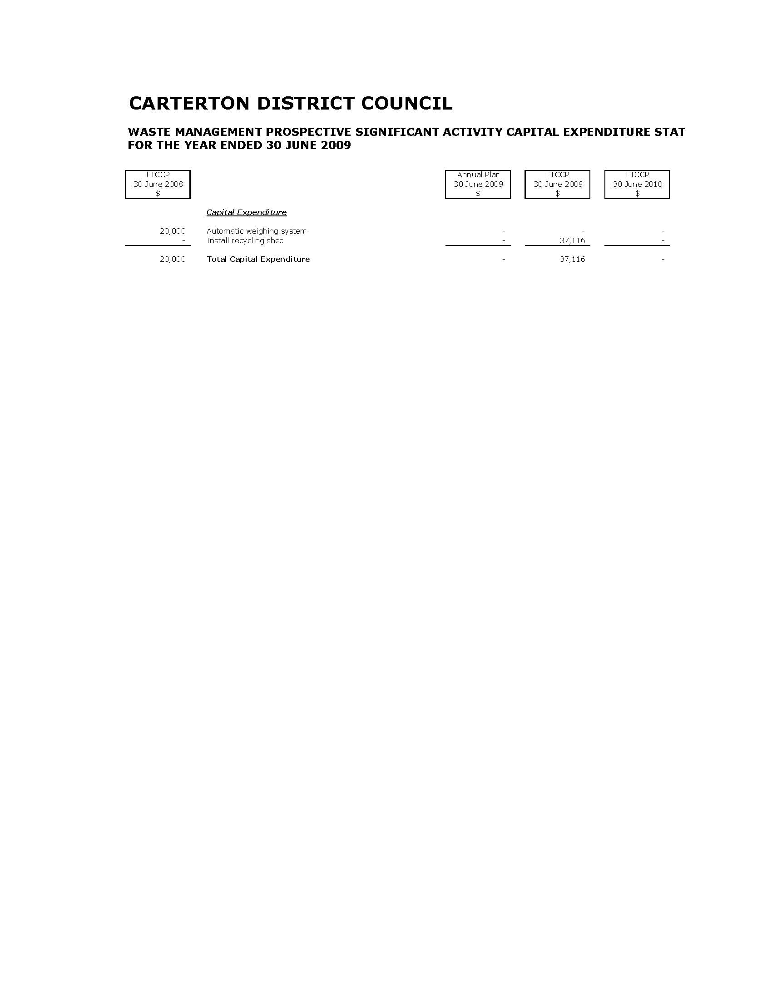 CARTERTON DISTRICT COUNCIL
WASTE MANAGEMENT PROSPECTIVE SIGNIFICANT ACTIVITY CAPITAL EXPENDITURE STAT
FOR THE YEAR ENDED 30 JUNE 2009
LTCCP Annual Plan LTCCP LTCCP
30 June 2008 30 June 2009 30 June 2009 30 June 2010
$ $ $ $
Capital Expenditure
20,000 Automatic weighing system - - -
- Install recycling shec - 37,116 -
20,000 Total Capital Expenditure - 37,116 -